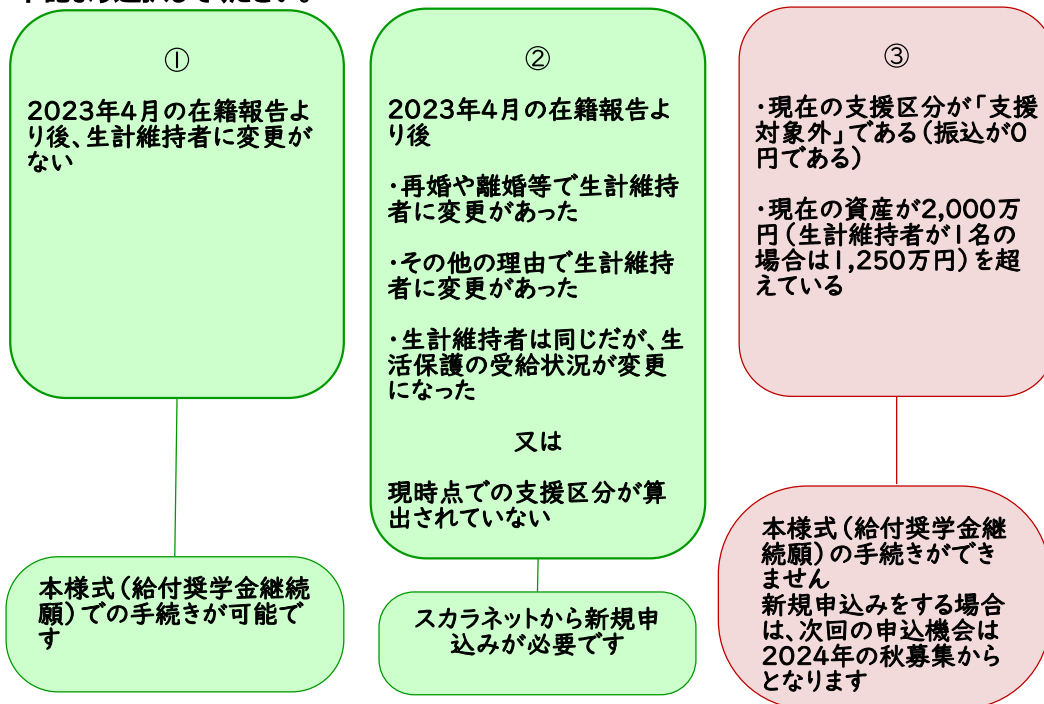 下記より選択してください。
①
2023年4月の在籍報告よ
り後、生計維持者に変更が
ない
本様式（給付奨学金継続
願）での手続きが可能で
す
②
2023年4月の在籍報告よ
り後
・再婚や離婚等で生計維持
者に変更があった
・その他の理由で生計維持
者に変更があった
・生計維持者は同じだが、生
活保護の受給状況が変更
になった
又は
現時点での支援区分が算
出されていない
スカラネットから新規申
込みが必要です
③
・現在の支援区分が「支援
対象外」である（振込が0
円である）
・現在の資産が2,000万
円（生計維持者が1名の
場合は1,250万円）を超
えている
本様式（給付奨学金継
続願）の手続きができ
ません
新規申込みをする場合
は、次回の申込機会は
2024年の秋募集から
となります